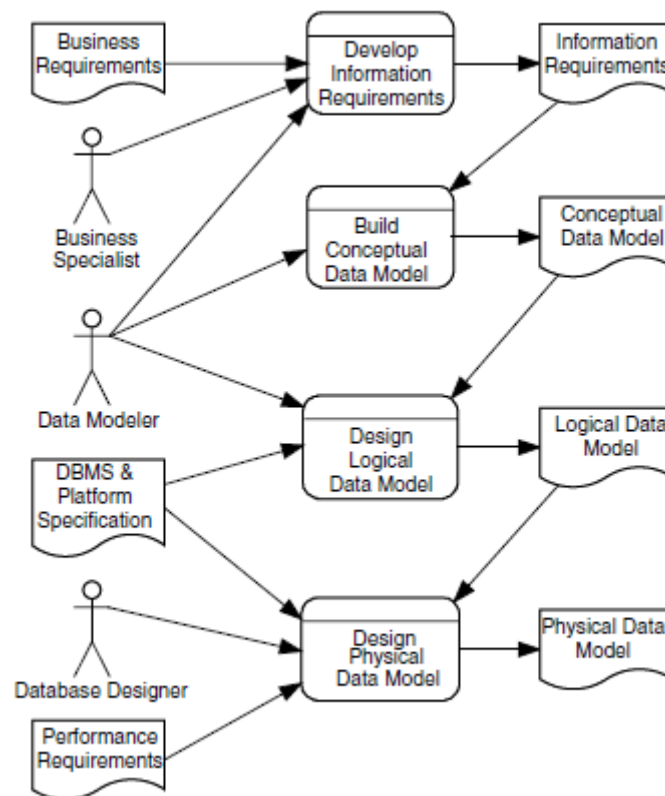 Business
Requirements
Develop
Information
Requirements
Information
Requirements
Business
Specialist
Build
Conceptual
Data Model
Conceptual
Data Model
Data Modeler
Design
Logical
Data Model
Logical Data
Model
DBMS &
Platform
Specification
Database Designer
Design
Physical
Data Model
Physical Data
Model
Performance
Requirements